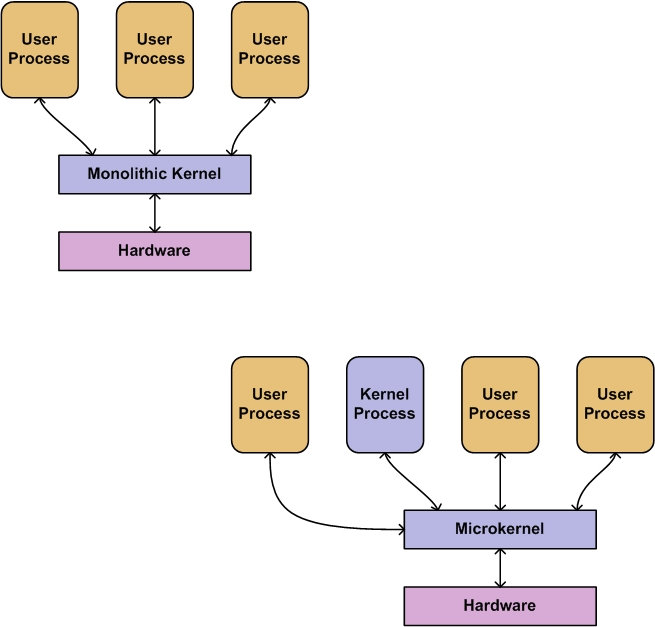 User
Process
User
Process
User
Process
Monolithic Kernel
Hardware
User
Process
Kernel
Process
User
Process
User
Process
Microkernel
Hardware